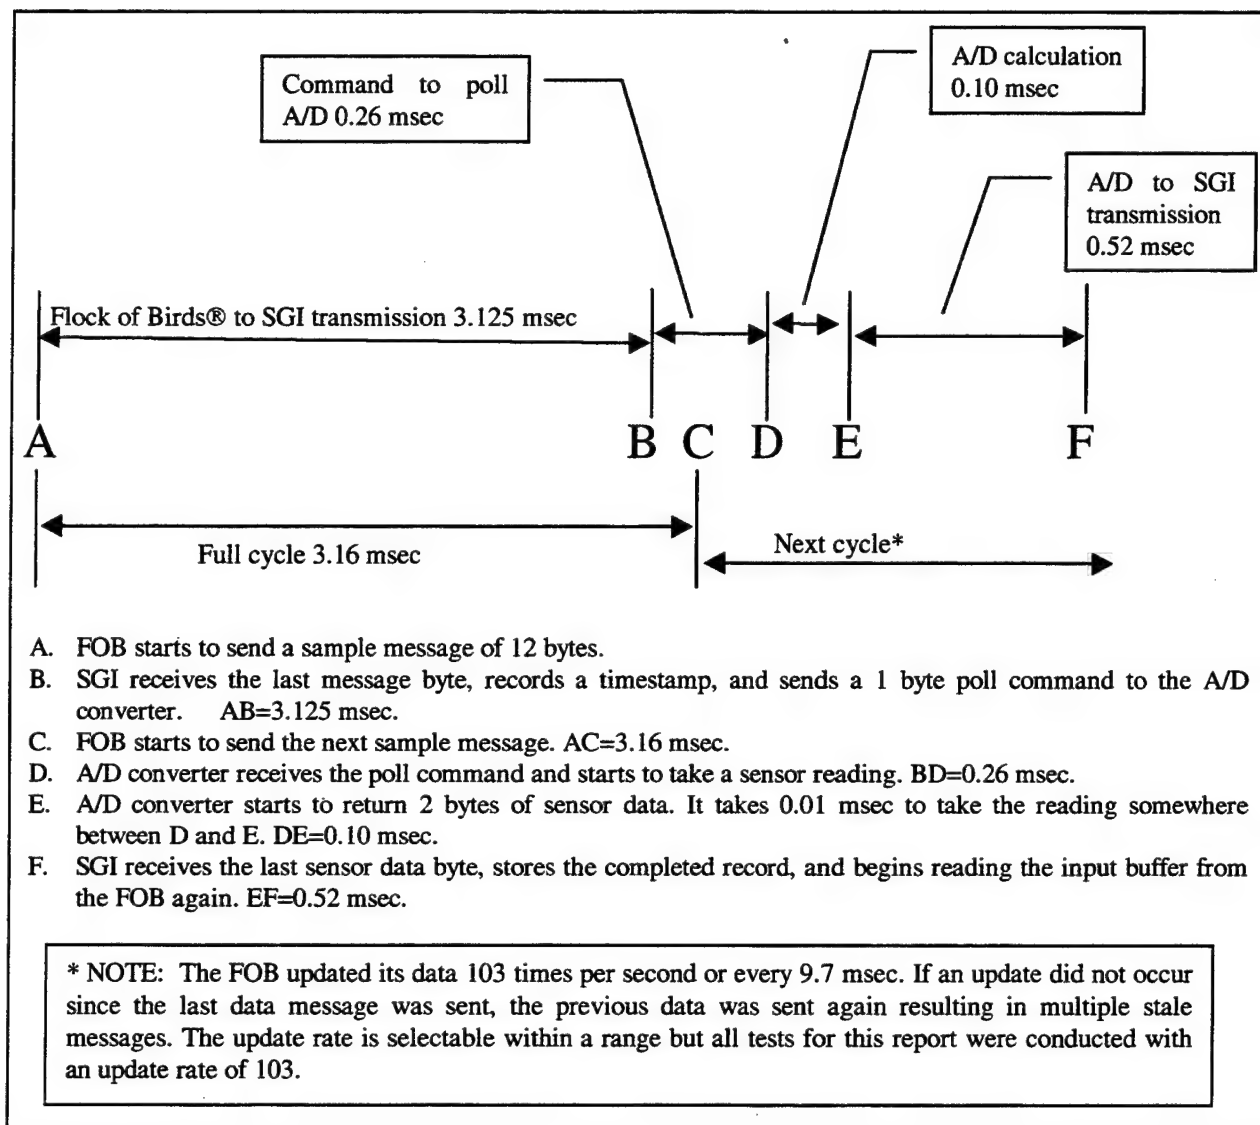 Command to poll
A/D 0.26 msec
A/D calculation
0.10 msec
A/D to SGI
transmission
0.52 msec
Flock of Birds® to SGI transmission 3.125 msec
A B C D E F
Full cycle 3.16 msec
Next cycle*
A. FOB starts to send a sample message of 12 bytes.
B. SGI receives the last message byte, records a timestamp, and sends a 1 byte poll command to the A/D
converter. AB=3.125 msec.
C. FOB starts to send the next sample message. AC=3.16 msec.
D. A/D converter receives the poll command and starts to take a sensor reading. BD=0.26 msec.
E. A/D converter starts to return 2 bytes of sensor data. It takes 0.01 msec to take the reading somewhere
between D and E. DE=0.10 msec.
F. SGI receives the last sensor data byte, stores the completed record, and begins reading the input buffer from
the FOB again. EF=0.52 msec.
* NOTE: The FOB updated its data 103 times per second or every 9.7 msec. If an update did not occur
since the last data message was sent, the previous data was sent again resulting in multiple stale
messages. The update rate is selectable within a range but all tests for this report were conducted with
an update rate of 103.